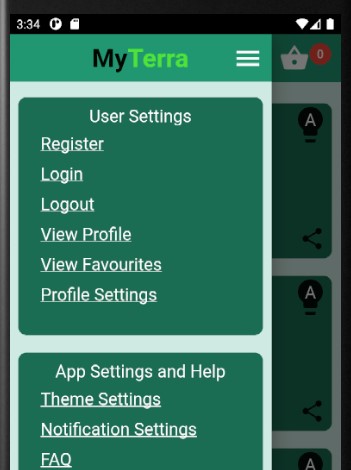 3:34
MyTerra
0
User Settings
Register
Login
Logout
View Profile
View Favourites
Profile Settings
App Settings and Help
Theme Settings
Notification Settings
FAQ
A
A
A